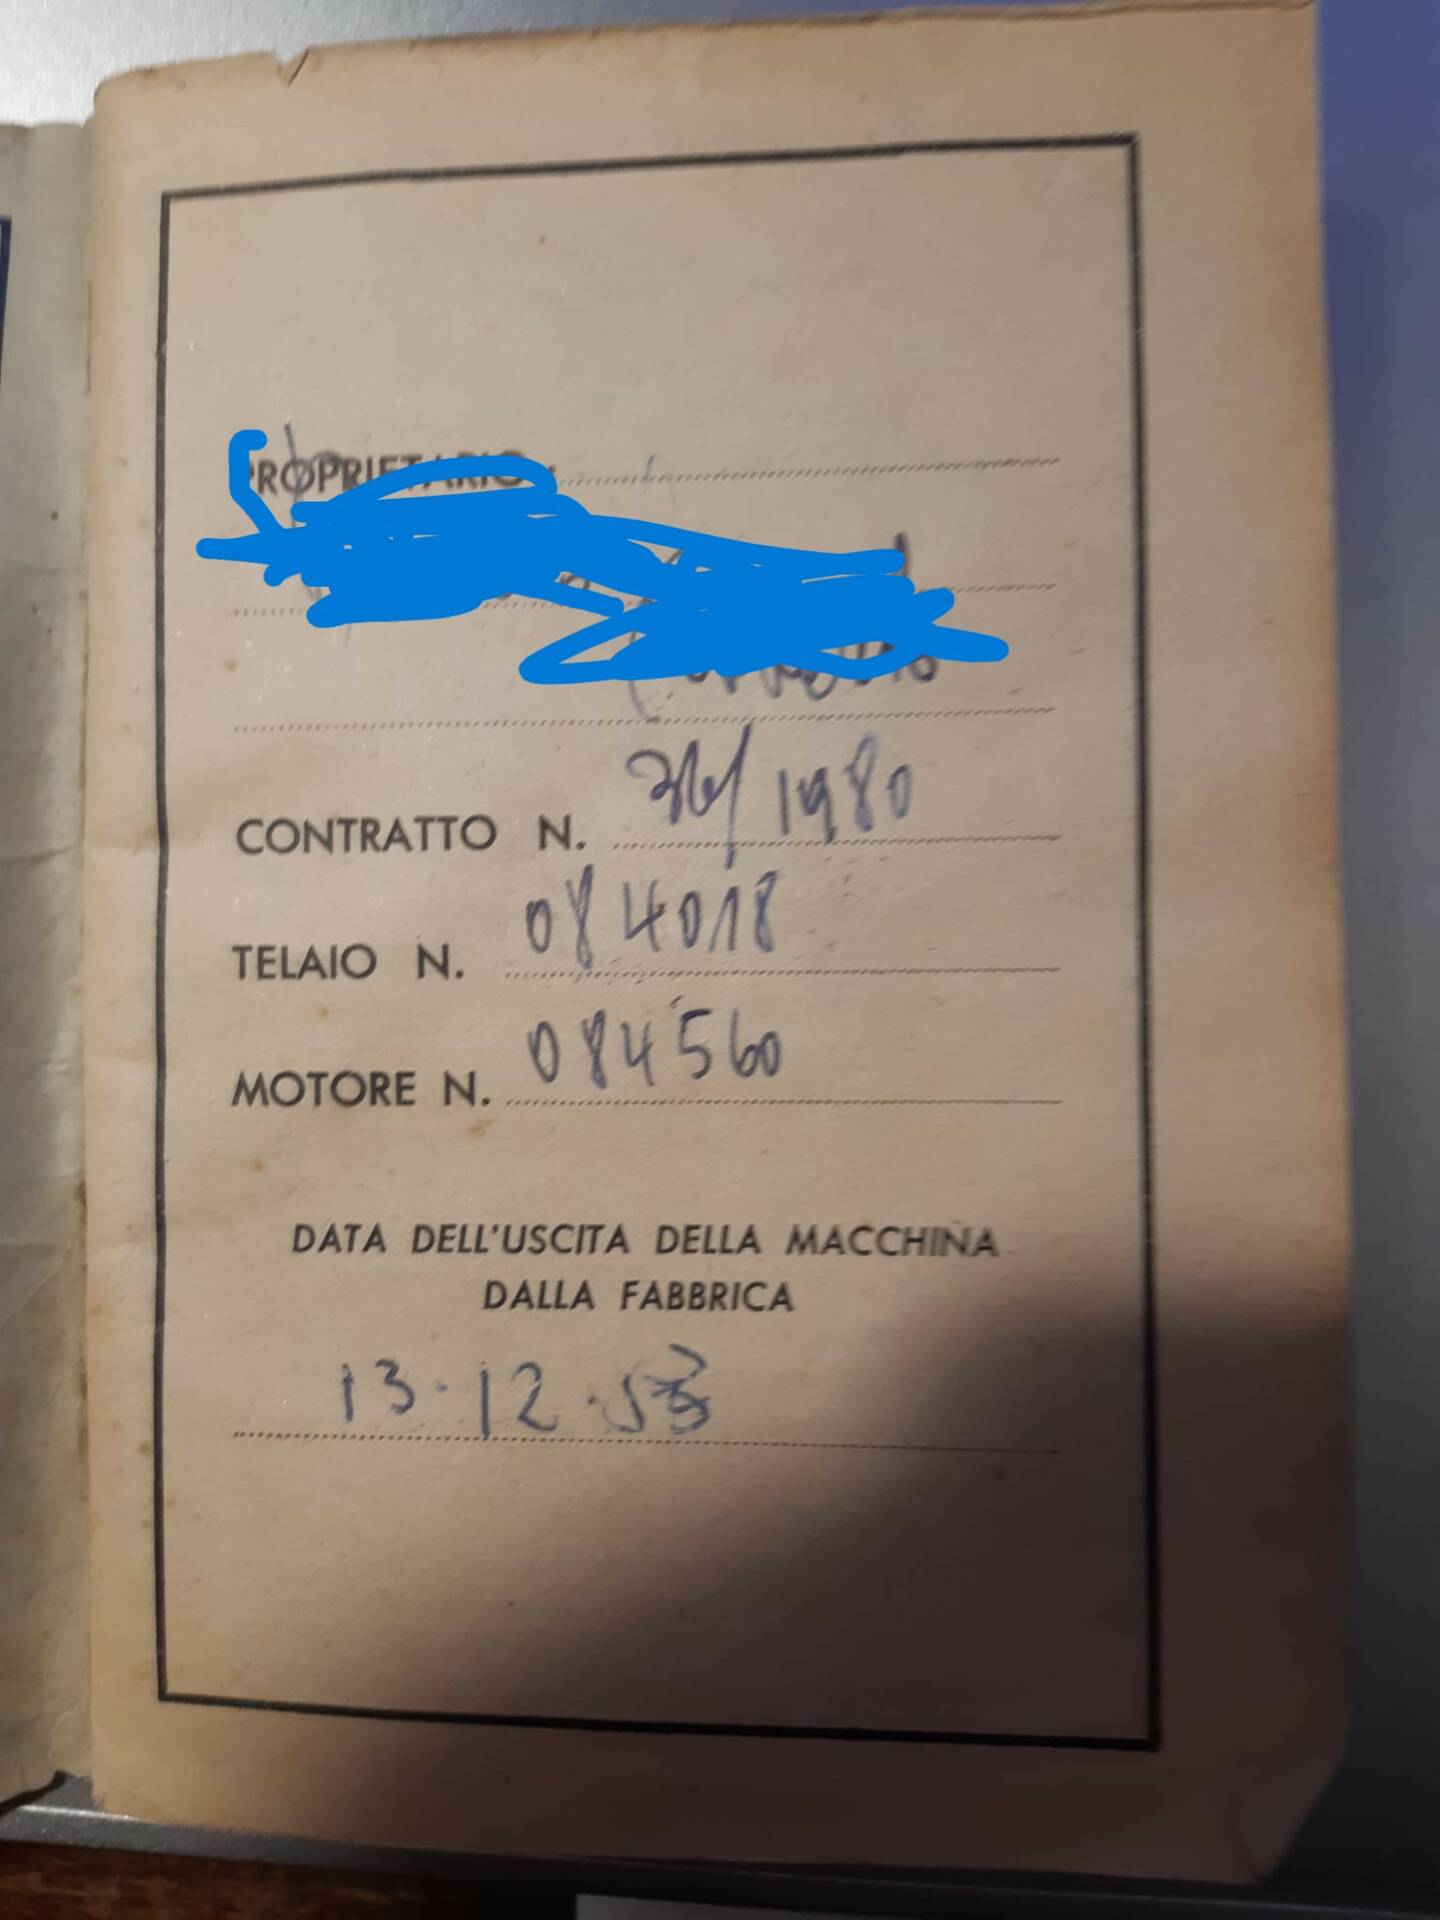 PROPRIETARIO
CONTRATTO N. /1980
TELAIO N. 084018
MOTORE N. 084560
DATA DELL'USCITA DELLA MACCHINA
DALLA FABBRICA
13.12.53